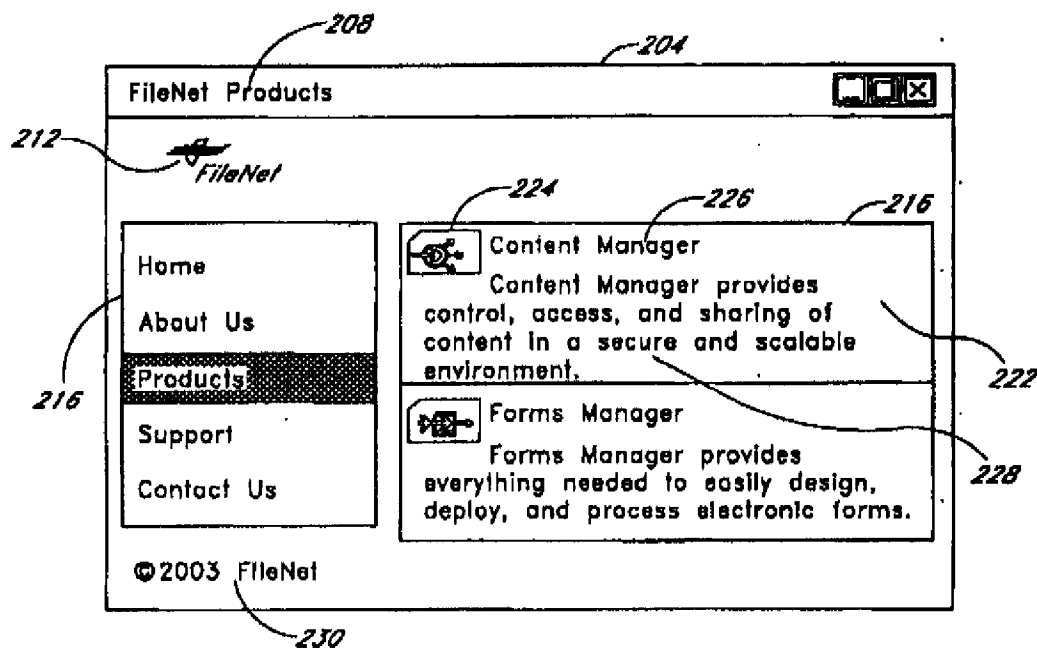 208
204
FileNet Products
212
FileNet
224
226
216
Home
About Us
Products
Support
Contact Us
216
Content Manager
Content Manager provides
control, access, and sharing of
content in a secure and scalable
environment.
222
Forms Manager
Forms Manager provides
everything needed to easily design,
deploy, and process electronic forms.
228
©2003 FileNet
230